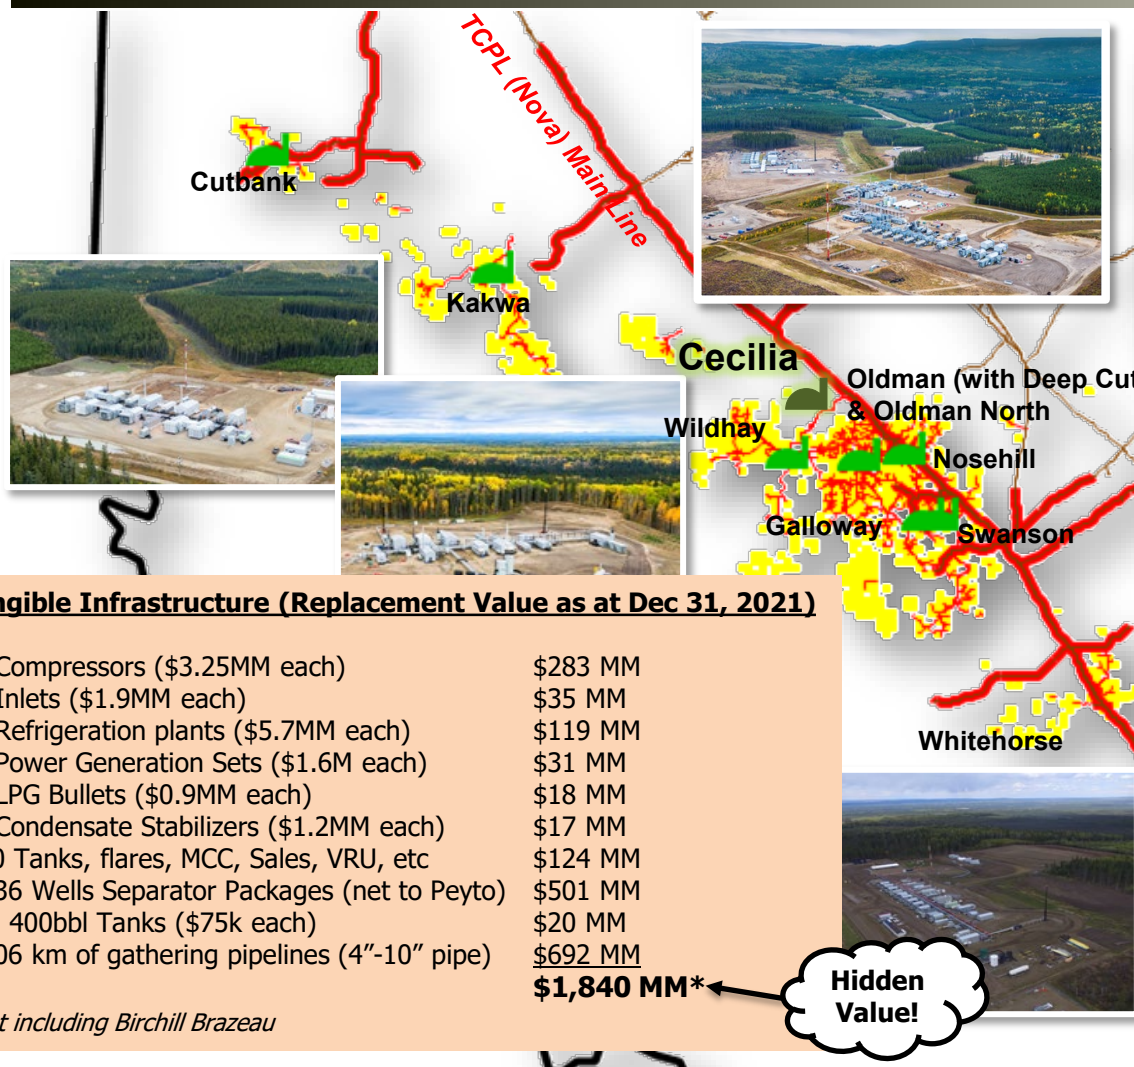 TCPL (Nova) Main Line
Cutbank
Kakwa
Cecilia
Oldman (with Deep Cut
& Oldman North
Wildhay
Nosehill
Galloway
Swanson
Whitehorse
ngible Infrastructure (Replacement Value as at Dec 31, 2021)
Compressors ($3.25MM each) $283 MM
Inlets ($1.9MM each) $35 MM
Refrigeration plants ($5.7MM each) $119 MM
Power Generation Sets ($1.6M each) $31 MM
LPG Bullets ($0.9MM each) $18 MM
Condensate Stabilizers ($1.2MM each) $17 MM
0 Tanks, flares, MCC, Sales, VRU, etc $124 MM
36 Wells Separator Packages (net to Peyto) $501 MM
400bbl Tanks ($75k each) $20 MM
06 km of gathering pipelines (4”-10” pipe) $692 MM
$1,840 MM*
t including Birchill Brazeau
Hidden
Value!